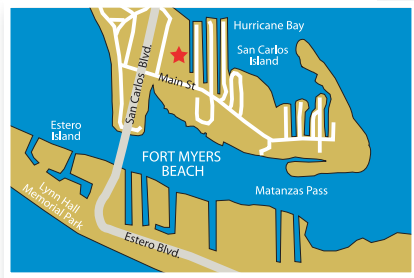 Hurricane Bay
San Carlos
Island
San Carlos Blvd.
Main St
Estero
Island
FORT MYERS
BEACH
Matanzas Pass
Lynn Hall
Memorial Park
Estero Blvd.